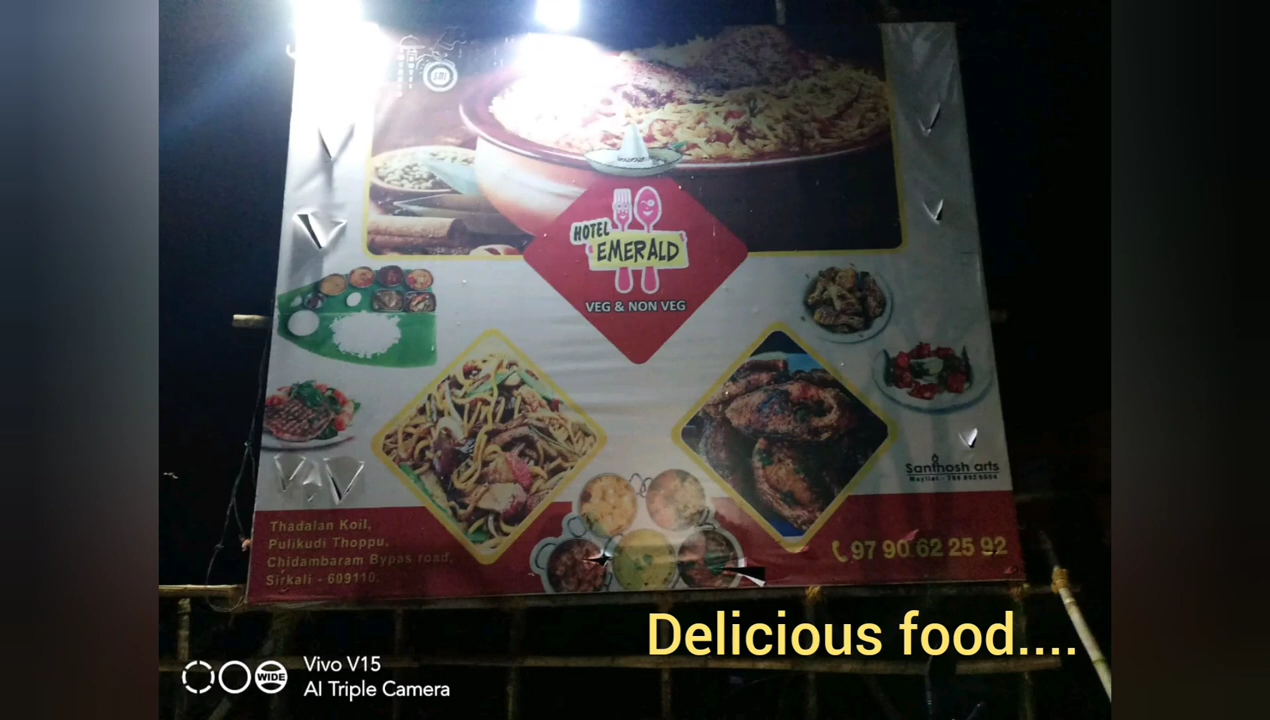 HOTEL
EMERALD
VEG & NON VEG
Santhosh arts
Thadalan Koil,
Pulikudi Thoppu,
Chidambaram Bypas road,
Sirkali - 609110.
97 90 62 25 92
Delicious food....
WIDE
Vivo V15
AI Triple Camera